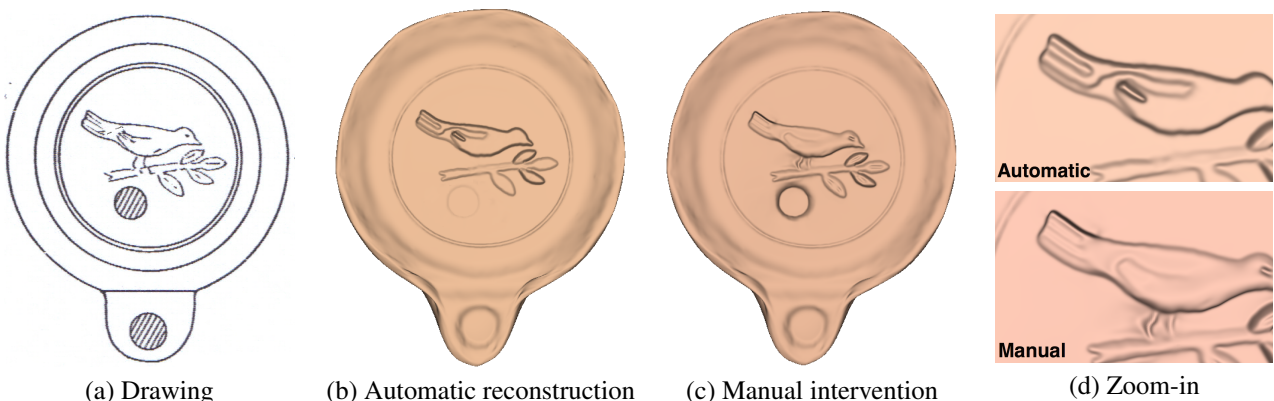 Automatic
Manual
(a) Drawing
(b) Automatic reconstruction
(c) Manual intervention
(d) Zoom-in